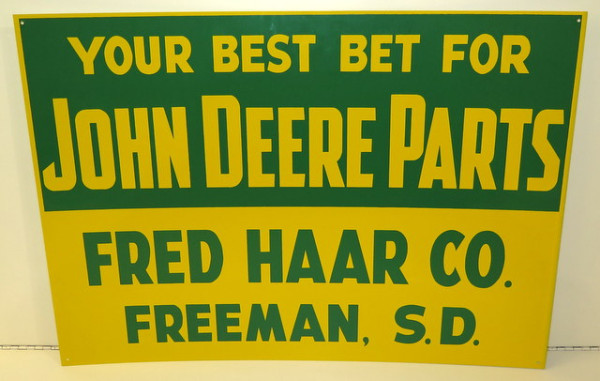 YOUR BEST BET FOR
JOHN DEERE PARTS
FRED HAAR CO.
FREEMAN, S.D.